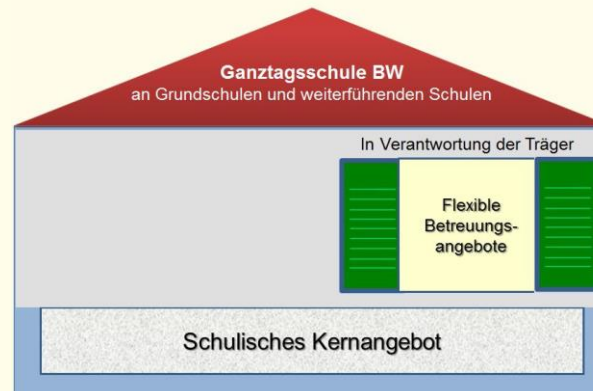 Ganztagsschule BW
an Grundschulen und weiterführenden Schulen
In Verantwortung der Träger
Flexible
Betreuungs-
angebote
Schulisches Kernangebot